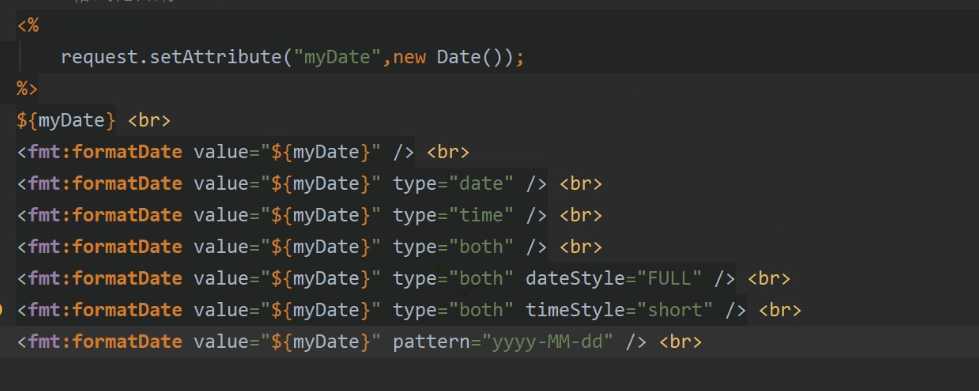 <%
request.setAttribute("myDate",new Date());
%>
${myDate} <br>
<fmt:formatDate value="${myDate}" /> <br>
<fmt:formatDate value="${myDate}" type="date" /> <br>
<fmt:formatDate value="${myDate}" type="time" /> <br>
<fmt:formatDate value="${myDate}" type="both" /> <br>
<fmt:formatDate value="${myDate}" type="both" dateStyle="FULL" /> <br>
<fmt:formatDate value="${myDate}" type="both" timeStyle="short" /> <br>
<fmt:formatDate value="${myDate}" pattern="yyyy-MM-dd" /> <br>